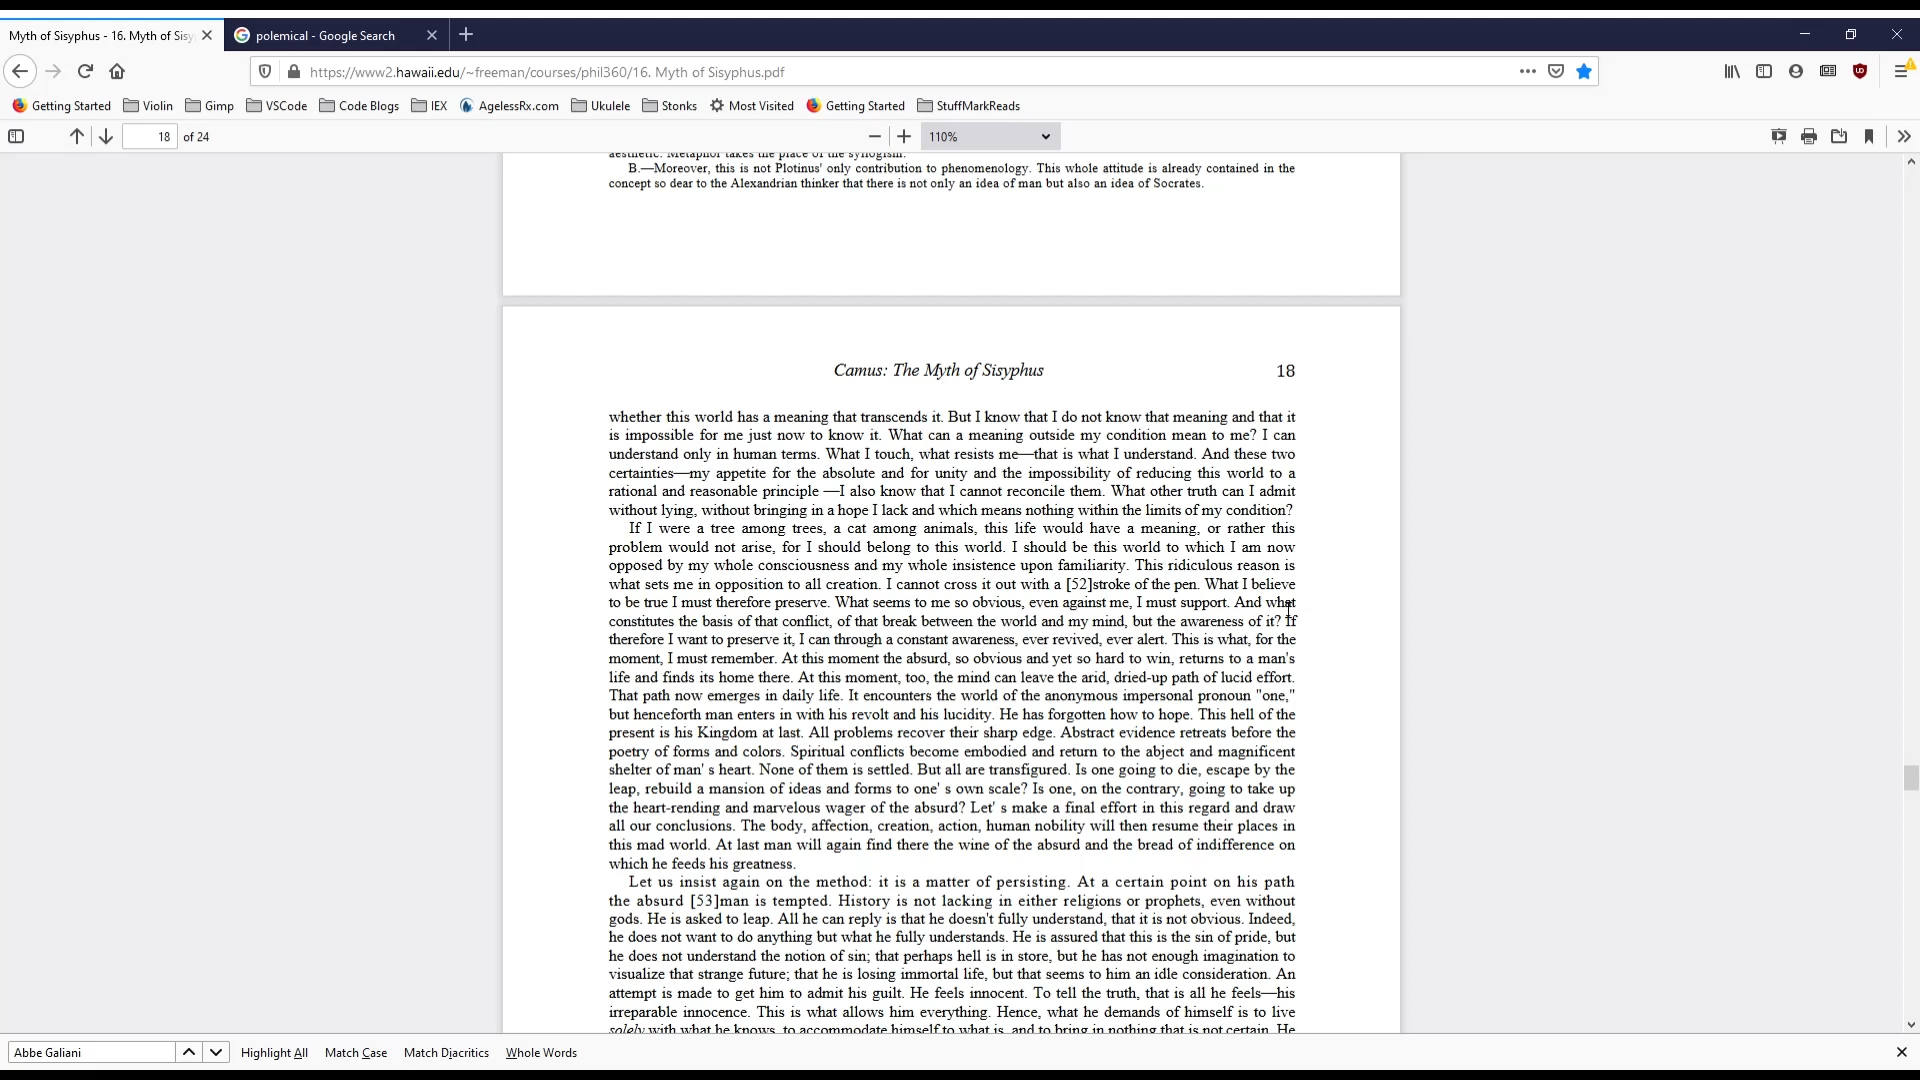 Myth of Sisyphus - 16. Myth of Sisy
polemical - Google Search
https://www2.hawaii.edu/~freeman/courses/phil360/16. Myth of Sisyphus.pdf
Getting Started Violin Gimp VSCode Code Blogs IEX AgelessRx.com Ukulele Stonks Most Visited Getting Started StuffMarkReads
18 of 24 110%
aesthetic. Metaphor takes the place of the syllogism.
B.—Moreover, this is not Plotinus' only contribution to phenomenology. This whole attitude is already contained in the
concept so dear to the Alexandrian thinker that there is not only an idea of man but also an idea of Socrates.
Camus: The Myth of Sisyphus 18
whether this world has a meaning that transcends it. But I know that I do not know that meaning and that it
is impossible for me just now to know it. What can a meaning outside my condition mean to me? I can
understand only in human terms. What I touch, what resists me—that is what I understand. And these two
certainties—my appetite for the absolute and for unity and the impossibility of reducing this world to a
rational and reasonable principle —I also know that I cannot reconcile them. What other truth can I admit
without lying, without bringing in a hope I lack and which means nothing within the limits of my condition?
If I were a tree among trees, a cat among animals, this life would have a meaning, or rather this
problem would not arise, for I should belong to this world. I should be this world to which I am now
opposed by my whole consciousness and my whole insistence upon familiarity. This ridiculous reason is
what sets me in opposition to all creation. I cannot cross it out with a [52]stroke of the pen. What I believe
to be true I must therefore preserve. What seems to me so obvious, even against me, I must support. And what
constitutes the basis of that conflict, of that break between the world and my mind, but the awareness of it? If
therefore I want to preserve it, I can through a constant awareness, ever revived, ever alert. This is what, for the
moment, I must remember. At this moment the absurd, so obvious and yet so hard to win, returns to a man's
life and finds its home there. At this moment, too, the mind can leave the arid, dried-up path of lucid effort.
That path now emerges in daily life. It encounters the world of the anonymous impersonal pronoun "one,"
but henceforth man enters in with his revolt and his lucidity. He has forgotten how to hope. This hell of the
present is his Kingdom at last. All problems recover their sharp edge. Abstract evidence retreats before the
poetry of forms and colors. Spiritual conflicts become embodied and return to the abject and magnificent
shelter of man' s heart. None of them is settled. But all are transfigured. Is one going to die, escape by the
leap, rebuild a mansion of ideas and forms to one' s own scale? Is one, on the contrary, going to take up
the heart-rending and marvelous wager of the absurd? Let' s make a final effort in this regard and draw
all our conclusions. The body, affection, creation, action, human nobility will then resume their places in
this mad world. At last man will again find there the wine of the absurd and the bread of indifference on
which he feeds his greatness.
Let us insist again on the method: it is a matter of persisting. At a certain point on his path
the absurd [53]man is tempted. History is not lacking in either religions or prophets, even without
gods. He is asked to leap. All he can reply is that he doesn't fully understand, that it is not obvious. Indeed,
he does not want to do anything but what he fully understands. He is assured that this is the sin of pride, but
he does not understand the notion of sin; that perhaps hell is in store, but he has not enough imagination to
visualize that strange future; that he is losing immortal life, but that seems to him an idle consideration. An
attempt is made to get him to admit his guilt. He feels innocent. To tell the truth, that is all he feels—his
irreparable innocence. This is what allows him everything. Hence, what he demands of himself is to live
solely with what he knows, to accommodate himself to what is, and to bring in nothing that is not certain. He
Abbe Galiani Highlight All Match Case Match Diacritics Whole Words